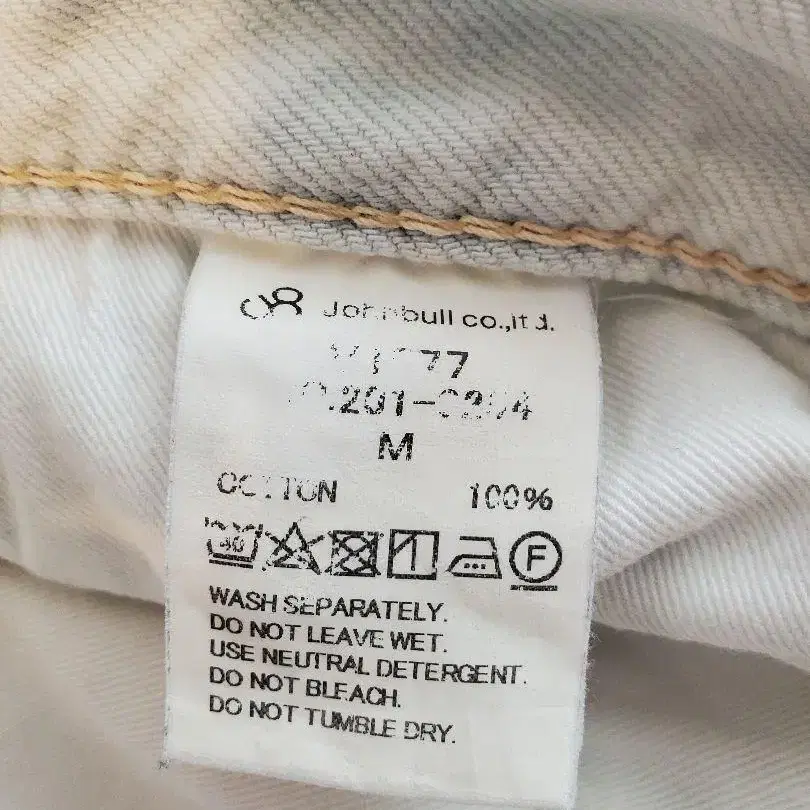 Johnbull co.,ltd.
M
COTTON 100%
WASH SEPARATELY.
DO NOT LEAVE WET.
USE NEUTRAL DETERGENT.
DO NOT BLEACH.
DO NOT TUMBLE DRY.